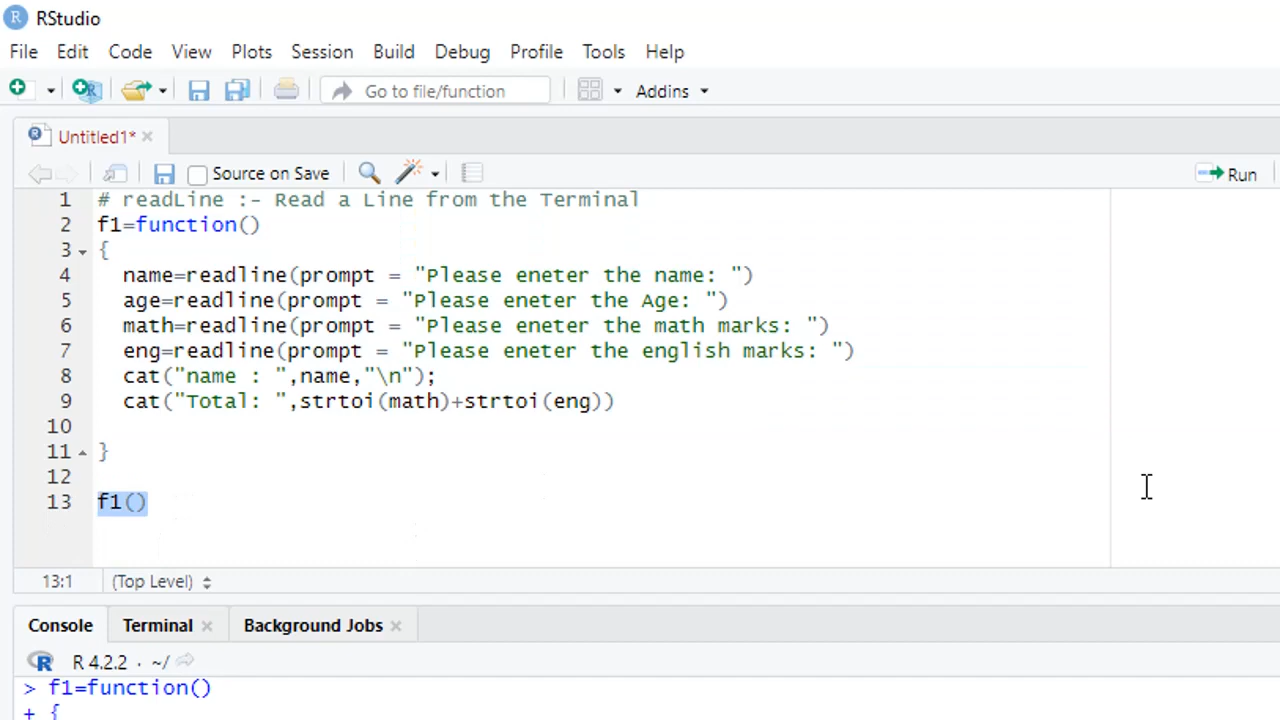 RStudio
File Edit Code View Plots Session Build Debug Profile Tools Help
Go to file/function Addins
Untitled1*
Source on Save Run
1 # readLine :- Read a Line from the Terminal
2 f1=function()
3 {
4 name=readline(prompt = "Please eneter the name: ")
5 age=readline(prompt = "Please eneter the Age: ")
6 math=readline(prompt = "Please eneter the math marks: ")
7 eng=readline(prompt = "Please eneter the english marks: ")
8 cat("name : ",name,"\n");
9 cat("Total: ",strtoi(math)+strtoi(eng))
10
11 }
12
13 f1()
13:1 (Top Level)
Console Terminal Background Jobs
R R 4.2.2 · ~/
> f1=function()
+ {